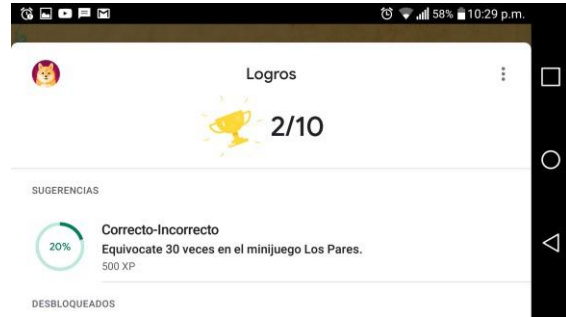 58% 10:29 p.m.
Logros
2/10
SUGERENCIAS
20%
Correcto-Incorrecto
Equivocate 30 veces en el minijuego Los Pares.
500 XP
DESBLOQUEADOS